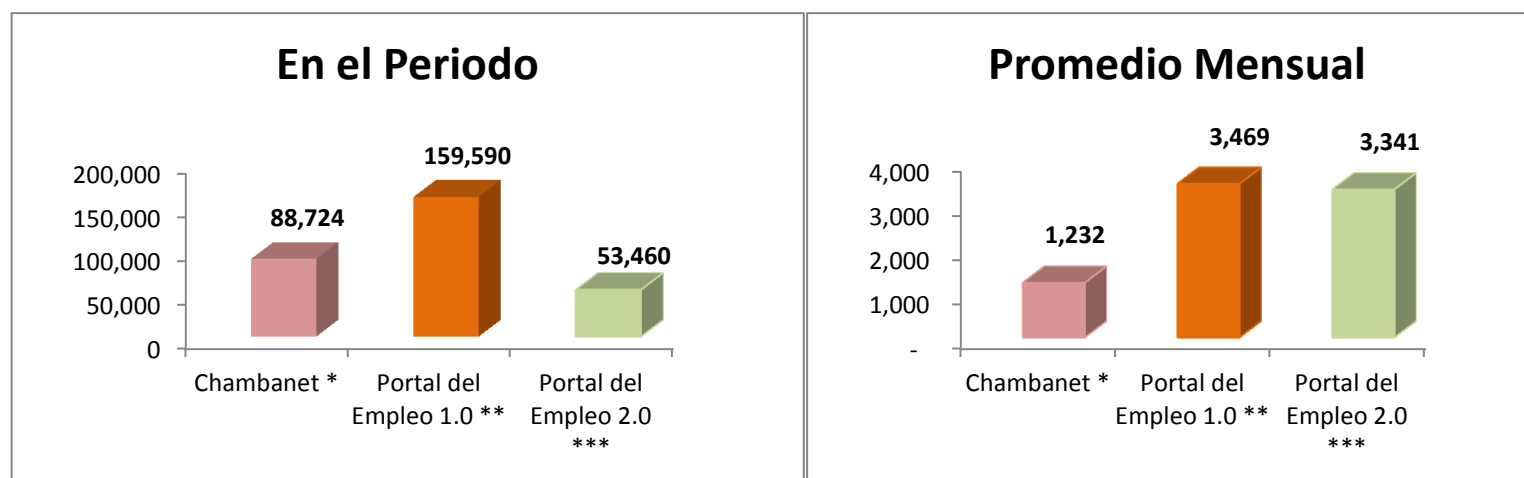 En el Periodo
200,000
150,000
100,000
50,000
0
88,724
159,590
53,460
Chambanet *
Portal del
Empleo 1.0 **
Portal del
Empleo 2.0
***
Promedio Mensual
4,000
3,000
2,000
1,000
-
1,232
3,469
3,341
Chambanet *
Portal del
Empleo 1.0 **
Portal del
Empleo 2.0
***